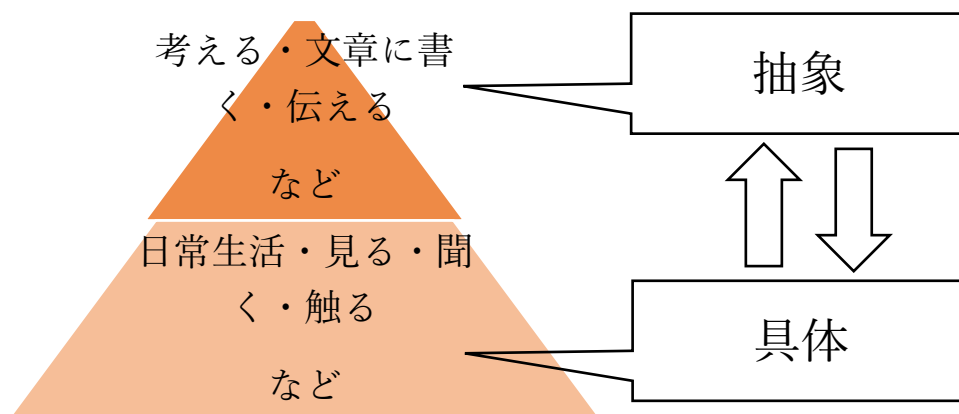 考える・文章に書
く・伝える
など
抽象
日常生活・見る・聞
く・触る
など
具体